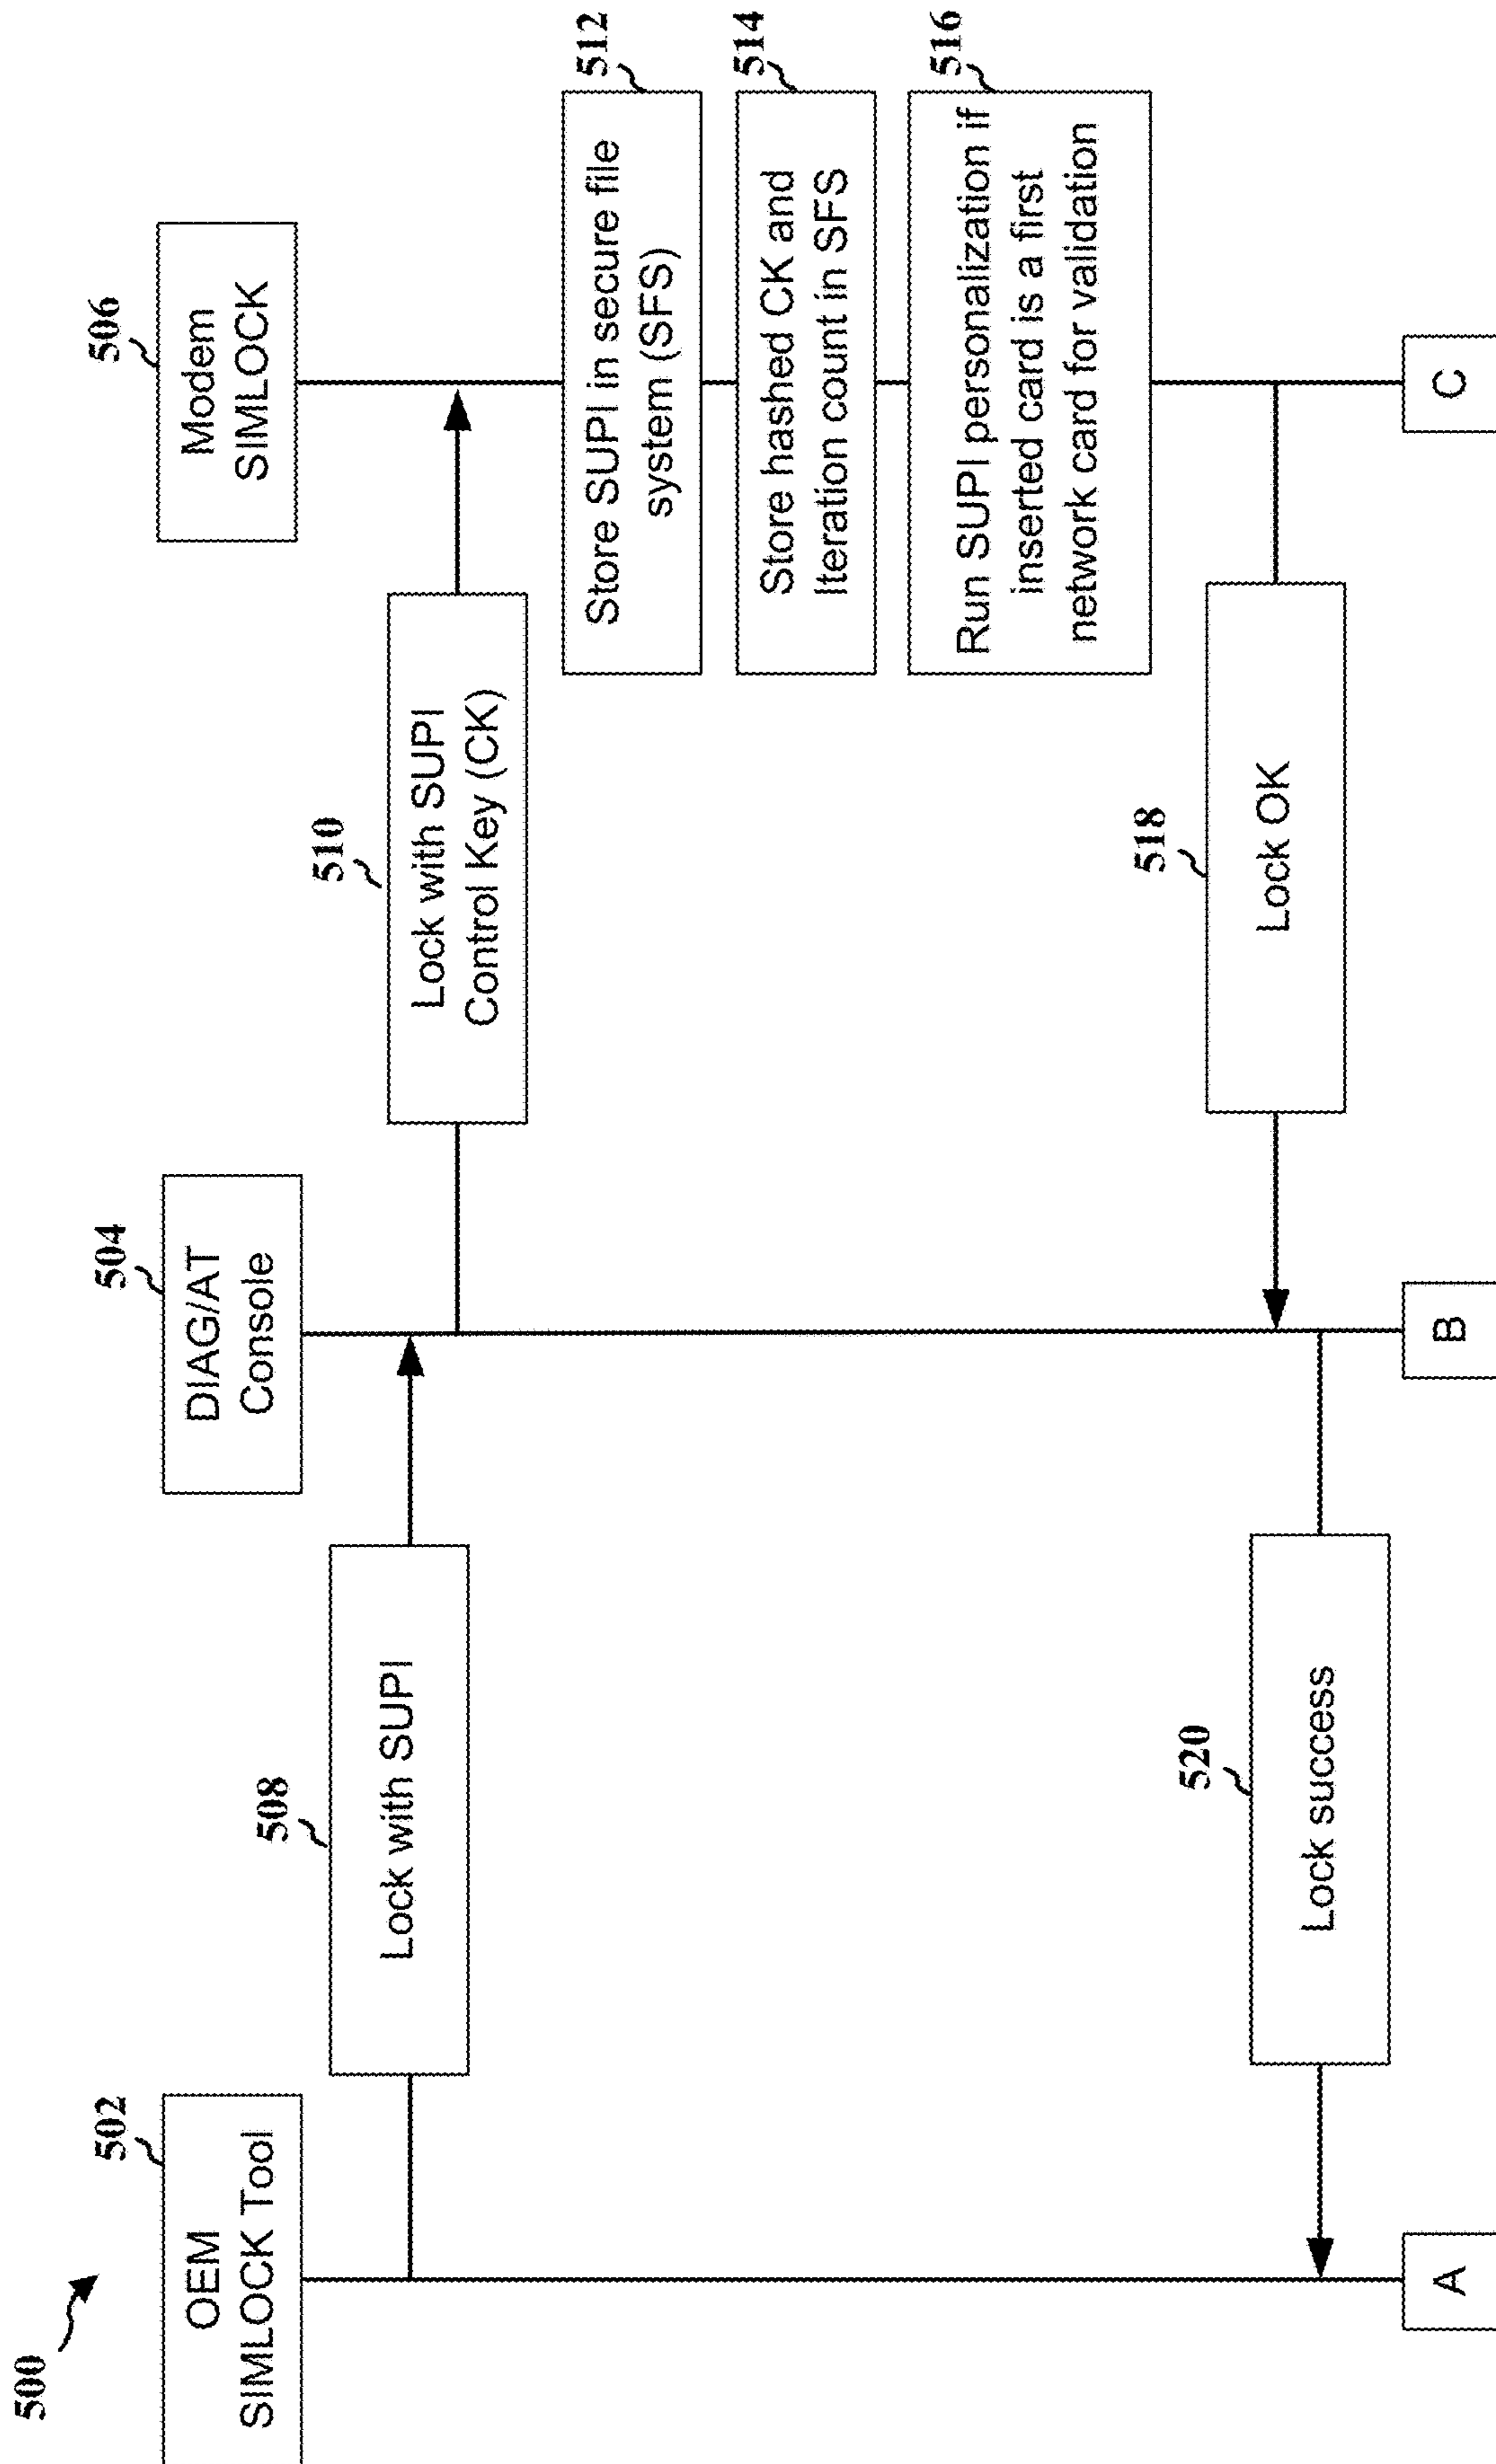 500
502
OEM
SIMLOCK Tool
504
DIAG/AT
Console
506
Modem
SIMLOCK
508
Lock with SUPI
510
Lock with SUPI
Control Key (CK)
512
Store SUPI in secure file
system (SFS)
514
Store hashed CK and
Iteration count in SFS
516
Run SUPI personalization if
inserted card is a first
network card for validation
518
Lock OK
520
Lock success
A
B
C